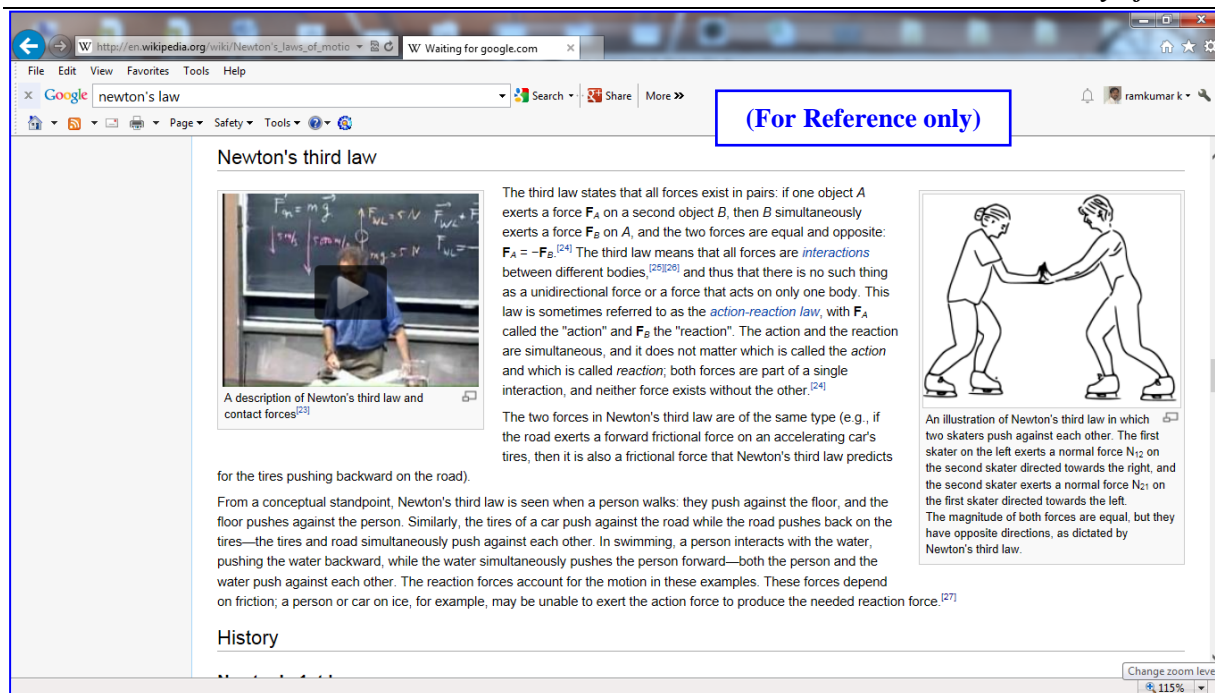 http://en.wikipedia.org/wiki/Newton's_laws_of_motio
W Waiting for google.com
File Edit View Favorites Tools Help
x Google newton's law Search Share More »
ramkumar k
Page Safety Tools
(For Reference only)
Newton's third law
The third law states that all forces exist in pairs: if one object A
exerts a force FA on a second object B, then B simultaneously
exerts a force FB on A, and the two forces are equal and opposite:
FA = −FB.[24] The third law means that all forces are interactions
between different bodies,[25][26] and thus that there is no such thing
as a unidirectional force or a force that acts on only one body. This
law is sometimes referred to as the action-reaction law, with FA
called the "action" and FB the "reaction". The action and the reaction
are simultaneous, and it does not matter which is called the action
and which is called reaction; both forces are part of a single
interaction, and neither force exists without the other.[24]
A description of Newton's third law and
contact forces[23]
The two forces in Newton's third law are of the same type (e.g., if
the road exerts a forward frictional force on an accelerating car's
tires, then it is also a frictional force that Newton's third law predicts
for the tires pushing backward on the road).
An illustration of Newton's third law in which
two skaters push against each other. The first
skater on the left exerts a normal force N12 on
the second skater directed towards the right, and
the second skater exerts a normal force N21 on
the first skater directed towards the left.
The magnitude of both forces are equal, but they
have opposite directions, as dictated by
Newton's third law.
From a conceptual standpoint, Newton's third law is seen when a person walks: they push against the floor, and the
floor pushes against the person. Similarly, the tires of a car push against the road while the road pushes back on the
tires—the tires and road simultaneously push against each other. In swimming, a person interacts with the water,
pushing the water backward, while the water simultaneously pushes the person forward—both the person and the
water push against each other. The reaction forces account for the motion in these examples. These forces depend
on friction; a person or car on ice, for example, may be unable to exert the action force to produce the needed reaction force.[27]
History
Change zoom leve
115%